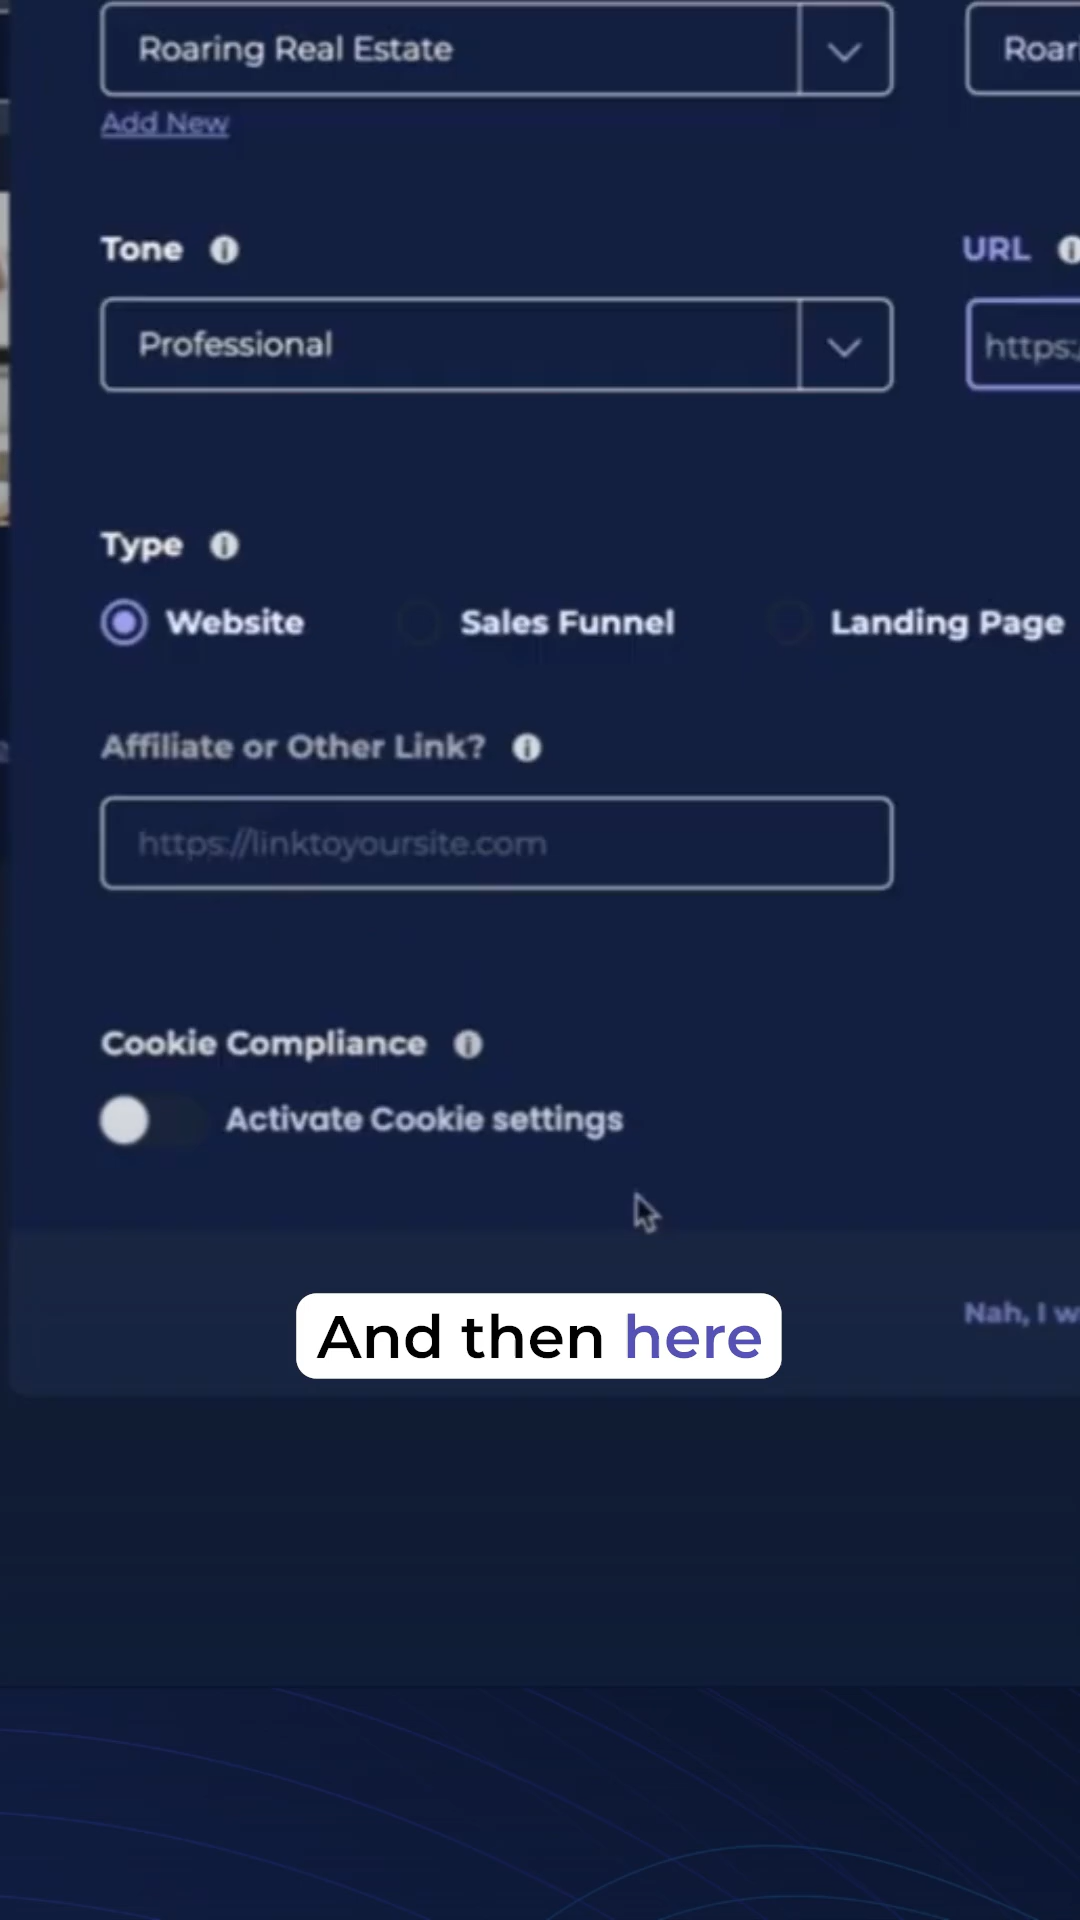 Roaring Real Estate
Roar
Add New
Tone
URL
Professional
https:/
Type
Website Sales Funnel Landing Page
Affiliate or Other Link?
https://linktoyoursite.com
Cookie Compliance
Activate Cookie settings
Nah, I w
And then here